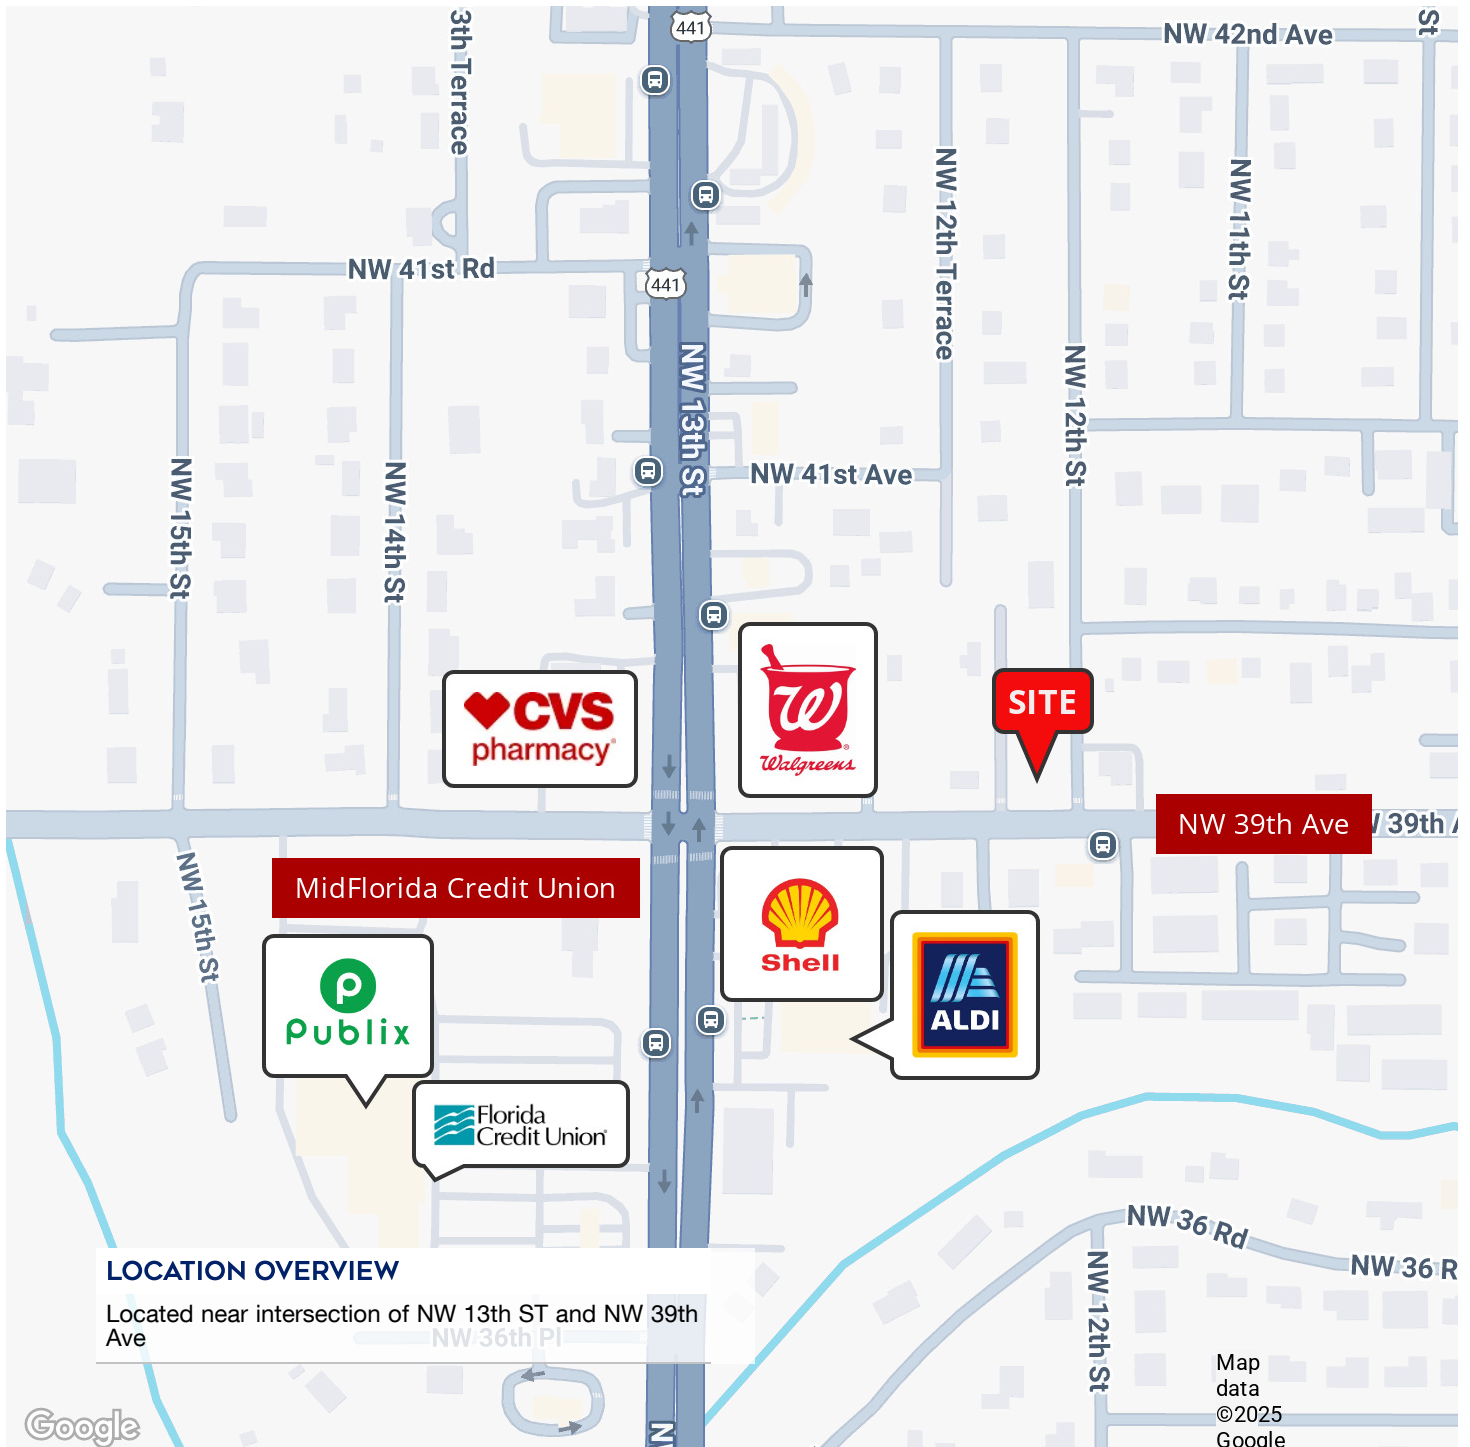 441
St
NW 42nd Ave
3th Terrace
NW 12th Terrace
NW 11th St
NW 41st Rd
441
NW 13th St
NW 12th St
NW 41st Ave
NW 15th St
NW 14th St
CVS
pharmacy
W
Walgreens
SITE
NW 39th Ave
39th A
MidFlorida Credit Union
NW 15th St
Shell
ALDI
Publix
Florida
Credit Union
NW 36 Rd
NW 36 R
NW 12th St
LOCATION OVERVIEW
Located near intersection of NW 13th ST and NW 39th
Ave
NW 36th Pl
Map
data
©2025
Google
Google